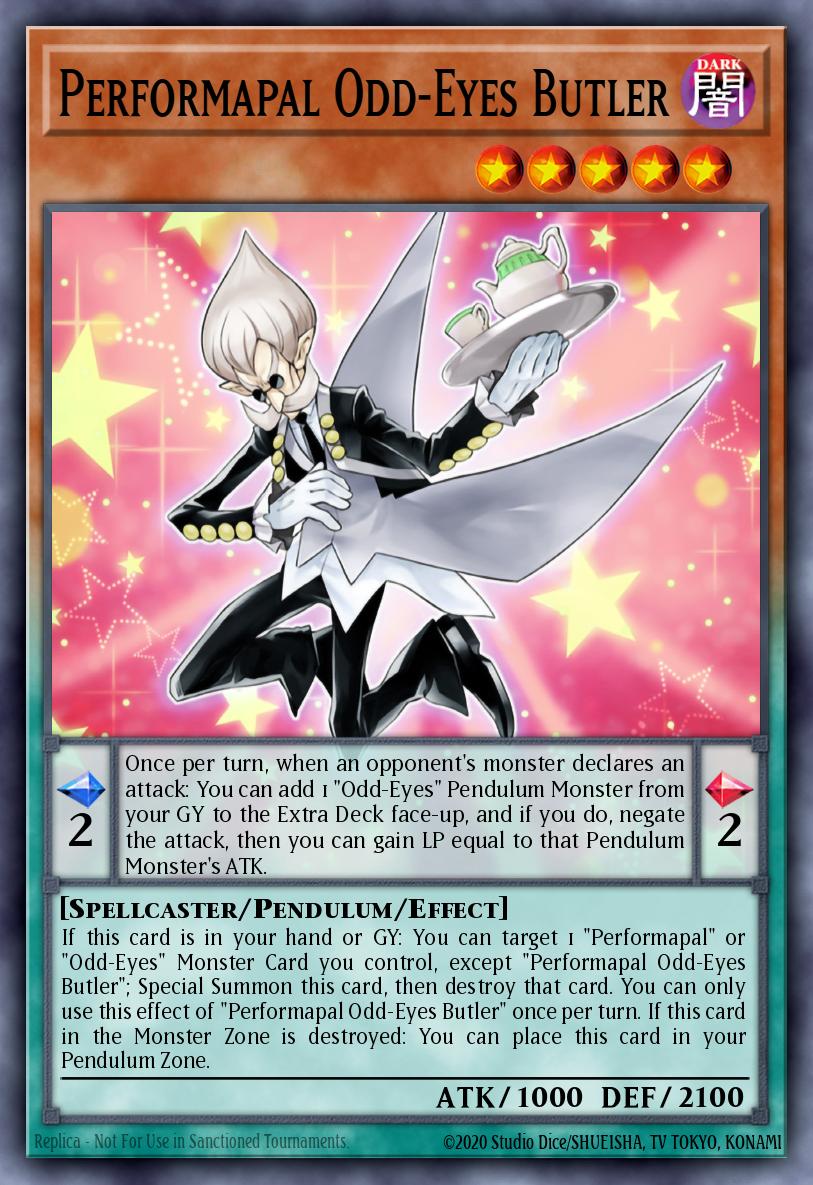 Performapal Odd-Eyes Butler
DARK
闇
Once per turn, when an opponent's monster declares an
attack: You can add 1 "Odd-Eyes" Pendulum Monster from
your GY to the Extra Deck face-up, and if you do, negate
the attack, then you can gain LP equal to that Pendulum
Monster's ATK.
2
2
[Spellcaster/Pendulum/Effect]
If this card is in your hand or GY: You can target 1 "Performapal" or
"Odd-Eyes" Monster Card you control, except "Performapal Odd-Eyes
Butler"; Special Summon this card, then destroy that card. You can only
use this effect of "Performapal Odd-Eyes Butler" once per turn. If this card
in the Monster Zone is destroyed: You can place this card in your
Pendulum Zone.
ATK/1000 DEF/2100
Replica - Not For Use in Sanctioned Tournaments.
©2020 Studio Dice/SHUEISHA, TV TOKYO, KONAMI